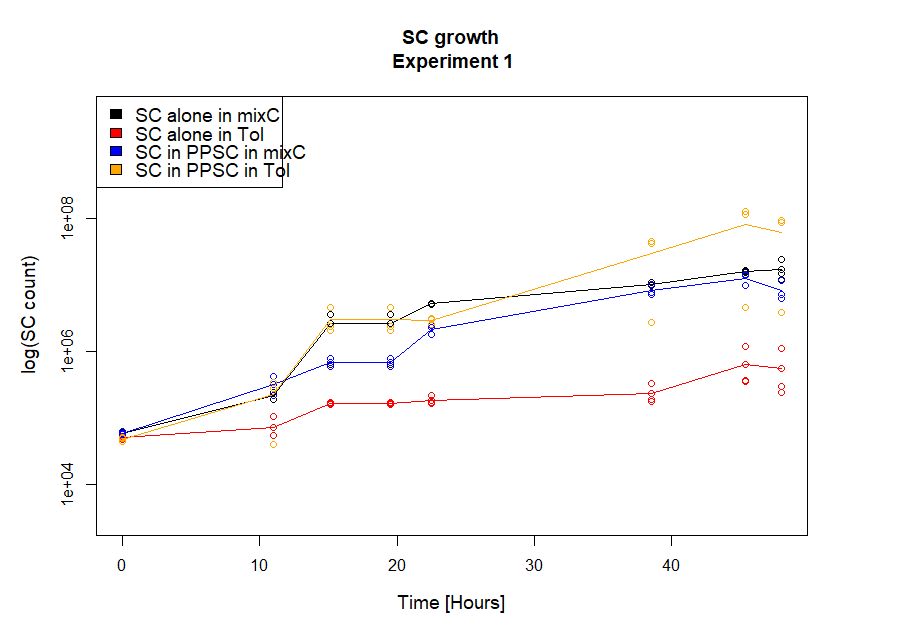 SC growth
Experiment 1
SC alone in mixC
SC alone in Tol
SC in PPSC in mixC
SC in PPSC in Tol
log(SC count)
1e+08
1e+06
1e+04
0 10 20 30 40
Time [Hours]